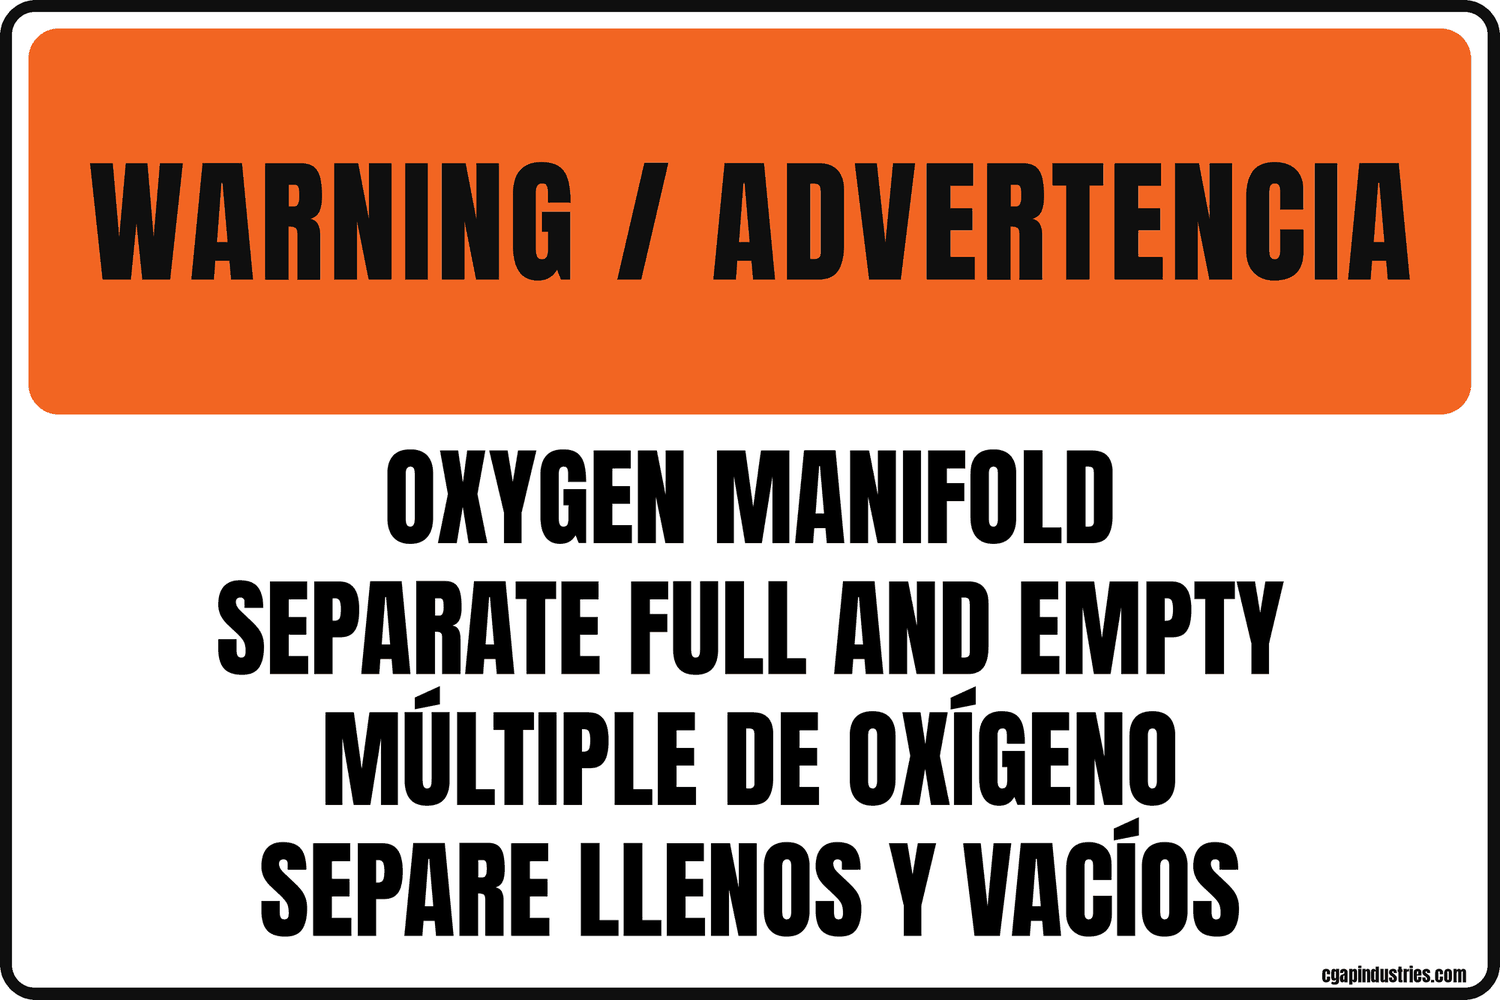 WARNING / ADVERTENCIA
OXYGEN MANIFOLD
SEPARATE FULL AND EMPTY
MÚLTIPLE DE OXÍGENO
SEPARE LLENOS Y VACÍOS
cgapindustries.com